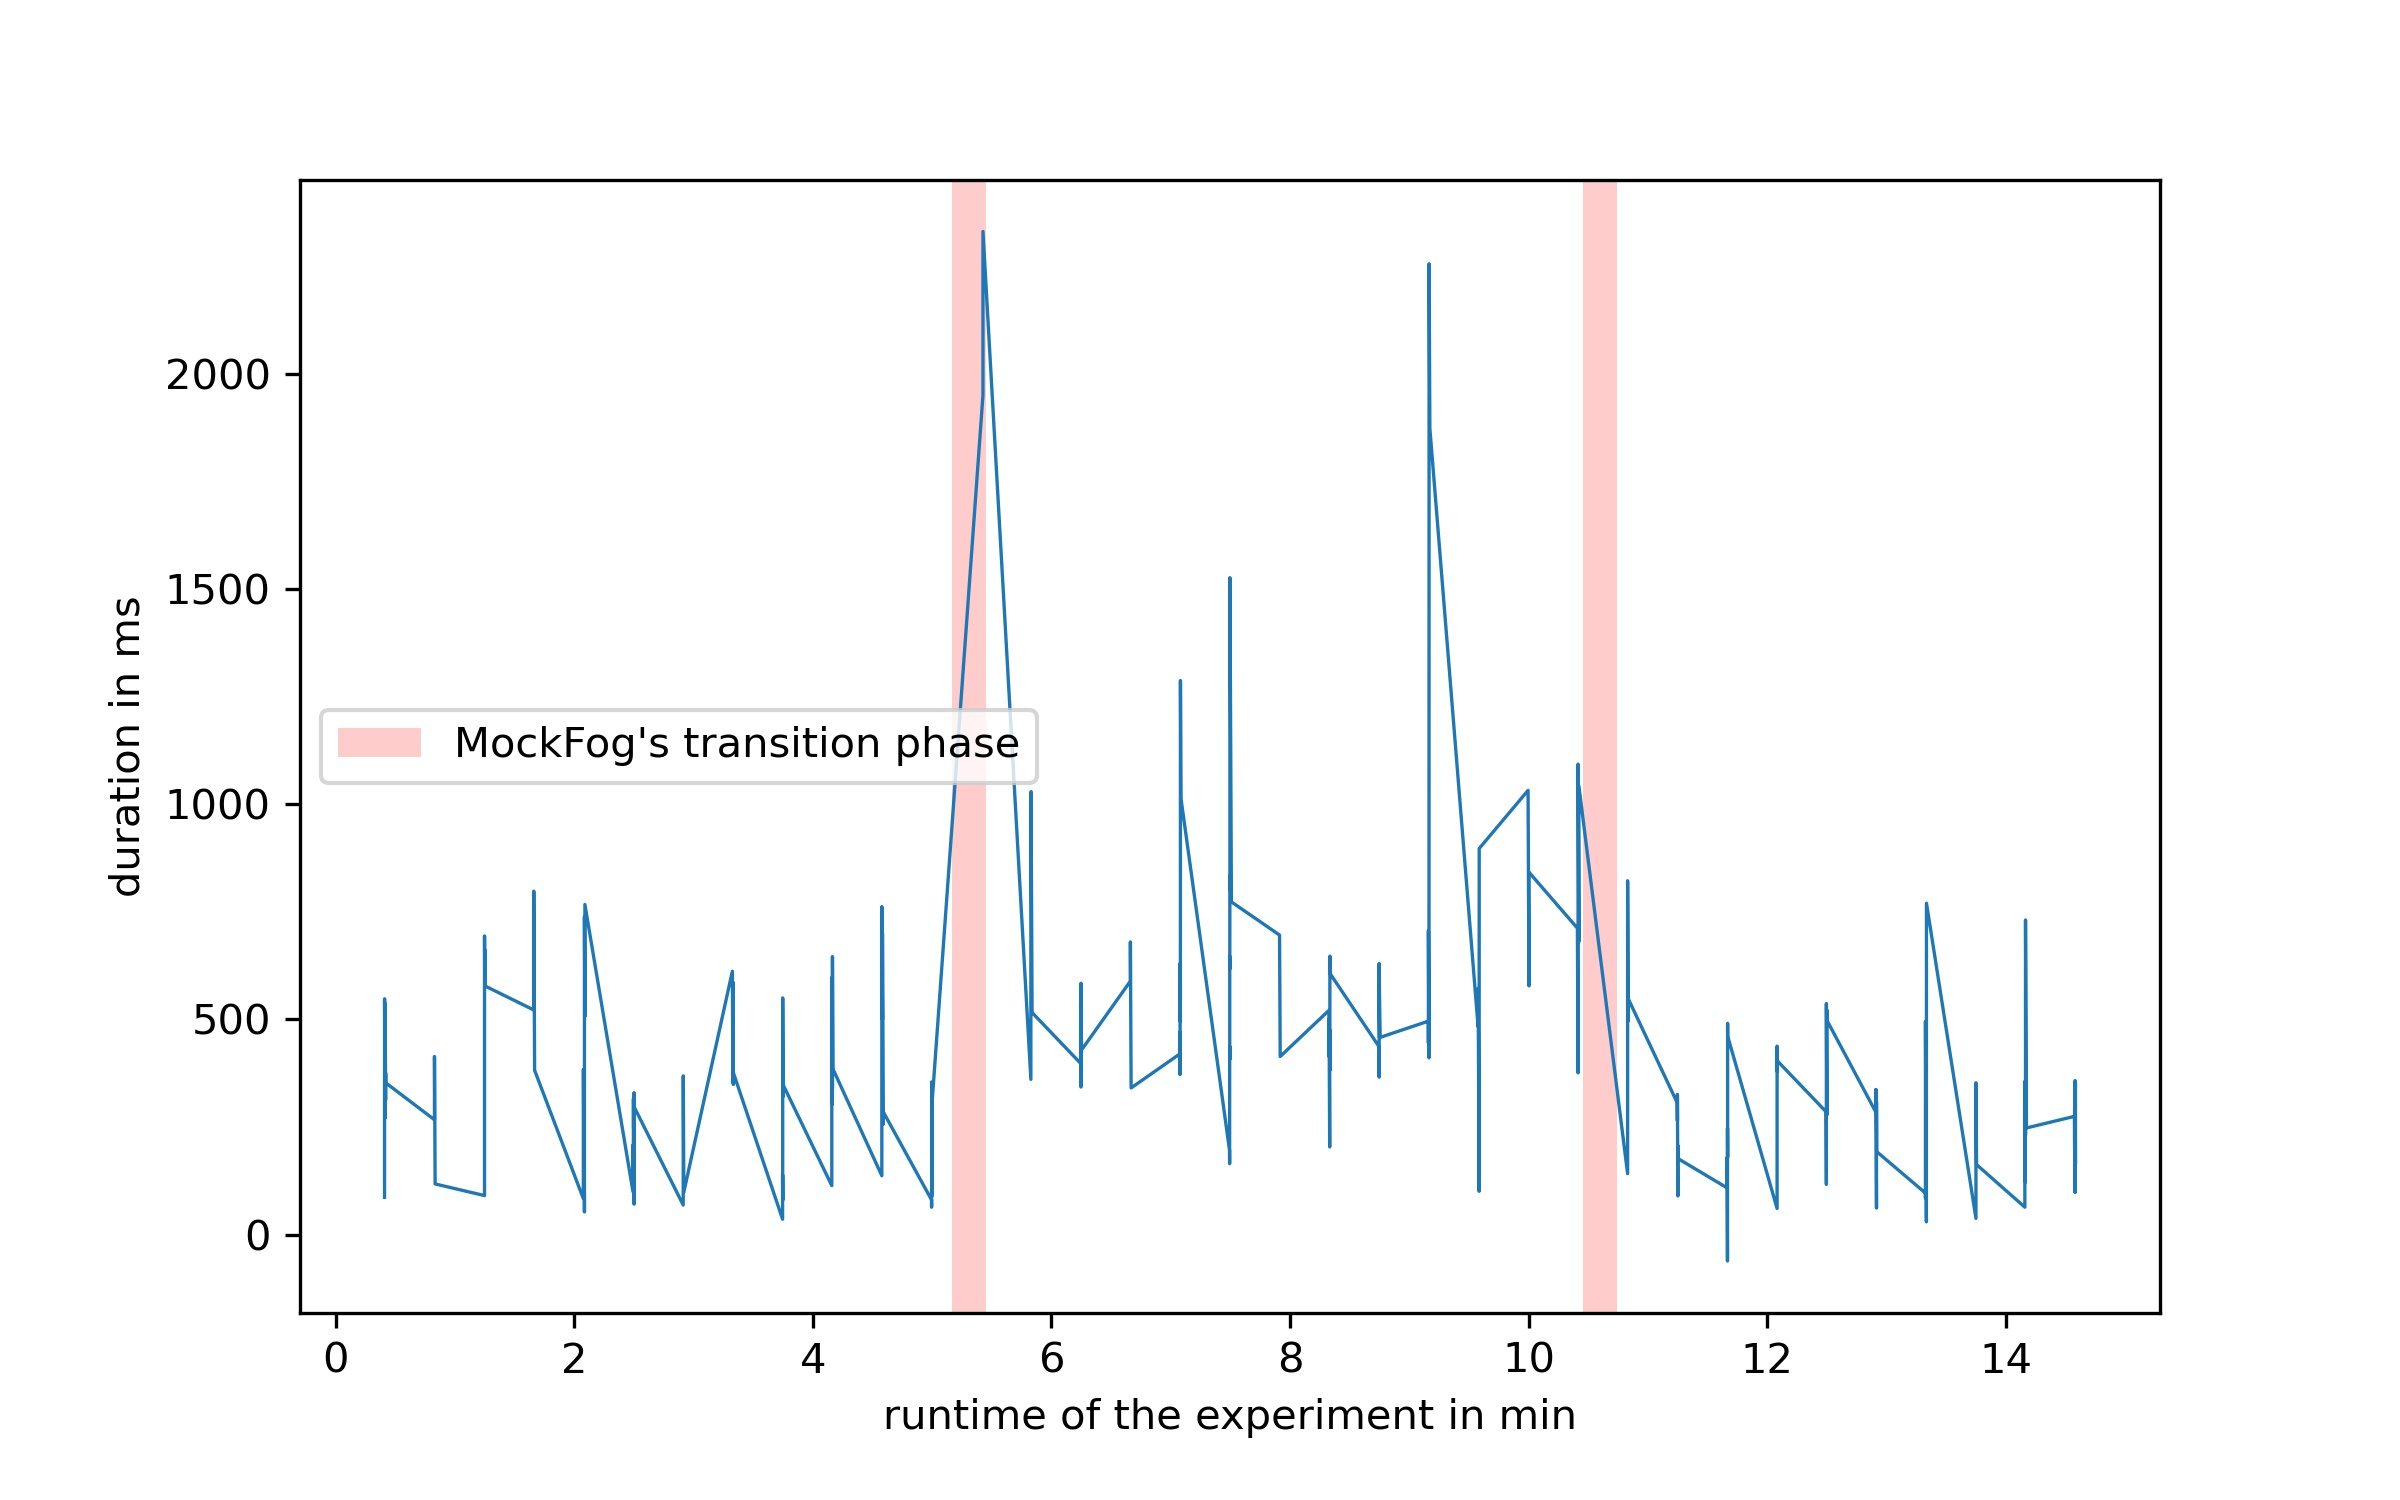 2000
1500
1000
500
0
duration in ms
MockFog's transition phase
0 2 4 6 8 10 12 14
runtime of the experiment in min